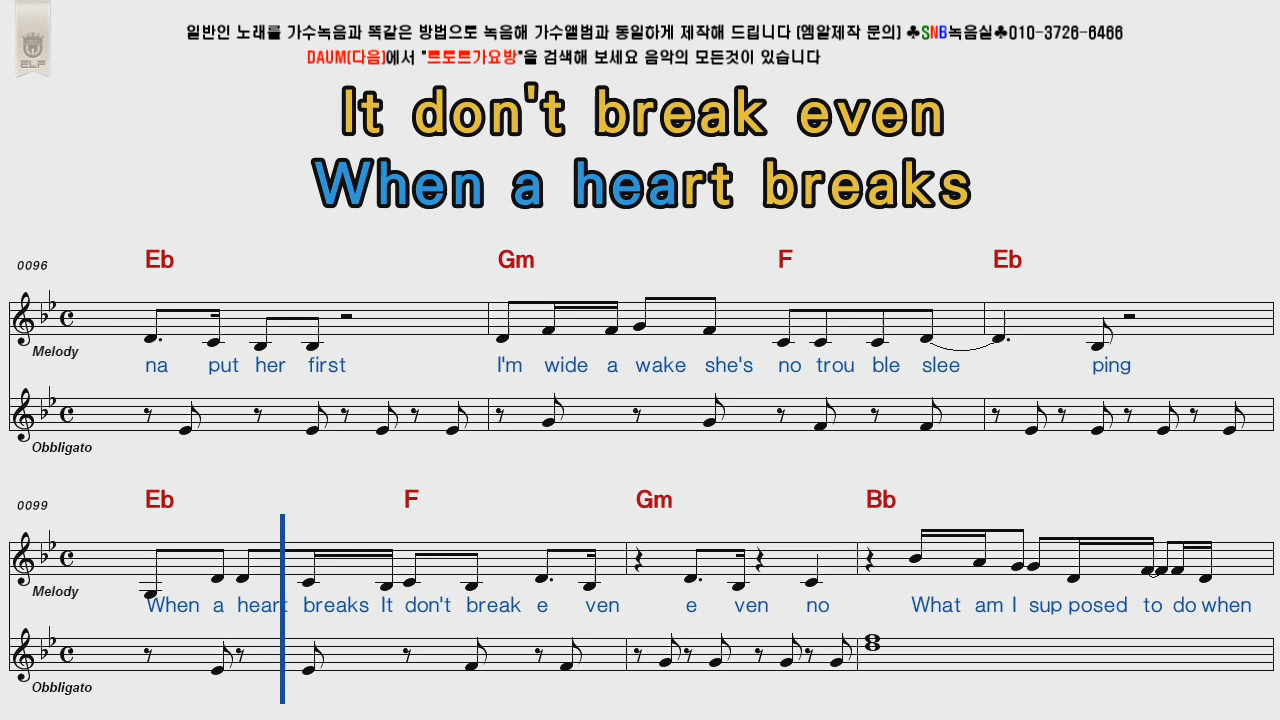 일반인 노래를 가수녹음과 똑같은 방법으로 녹음해 가수앨범과 동일하게 제작해 드립니다 (엠알제작 문의) ♣SNB녹음실♣010-3726-6466
ELF
DAUM(다음)에서 "트로트가요방"을 검색해 보세요 음악의 모든것이 있습니다
It don't break even
When a heart breaks
0096 Eb Gm F Eb
Melody
na put her first I'm wide a wake she's no trou ble slee ping
Obbligato
0099 Eb F Gm Bb
Melody
When a heart breaks It don't break e ven e ven no What am I sup posed to do when
Obbligato